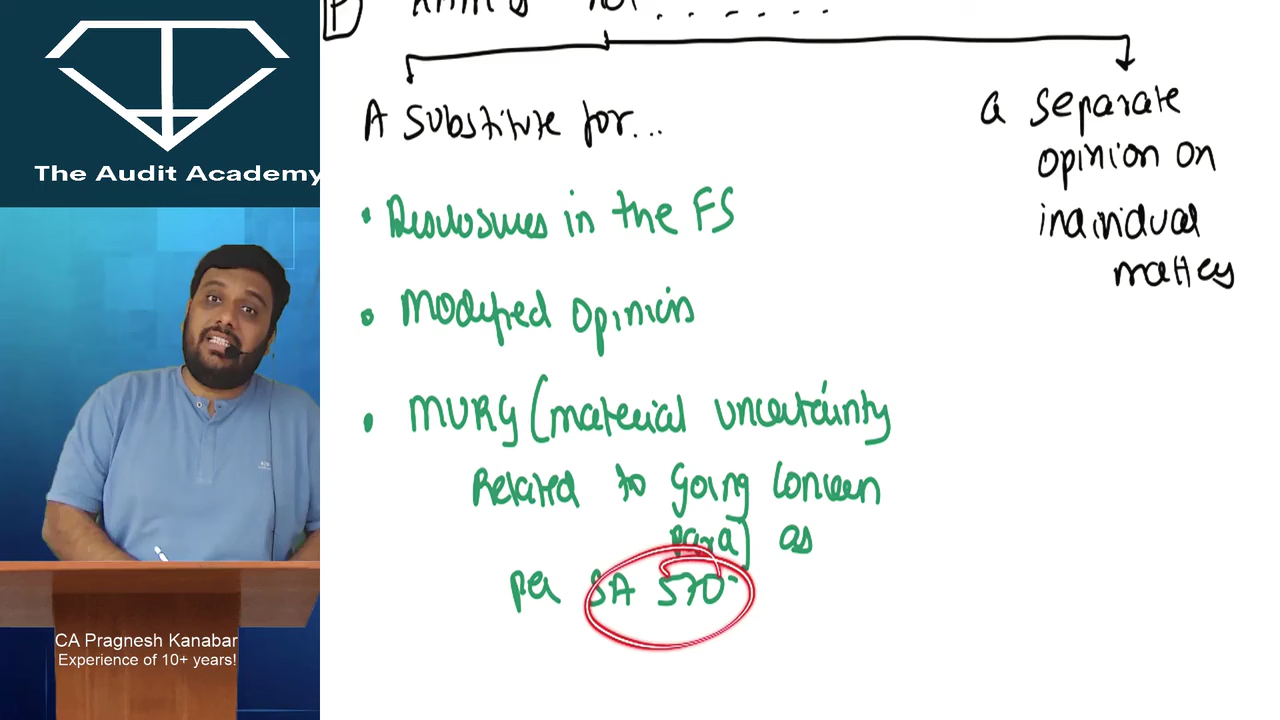 A Substitute for...
a separate
opinion on
individual
matters
• Disclosures in the FS
• Modified Opinion
• MURG (material uncertainty
Related to Going Concern
para) as
per SA 570
The Audit Academy
CA Pragnesh Kanabar
Experience of 10+ years!